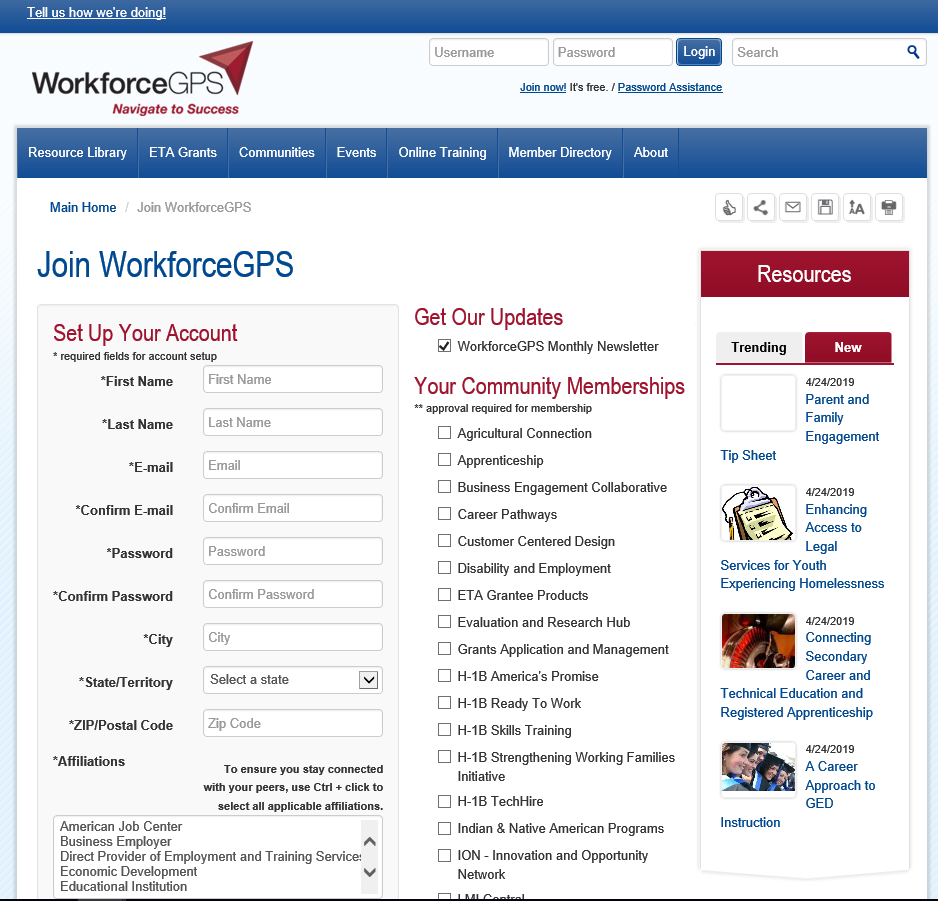 Tell us how we're doing!
WorkforceGPS
Navigate to Success
Username Password Login Search
Join now! It's free. / Password Assistance
Resource Library ETA Grants Communities Events Online Training Member Directory About
Main Home / Join WorkforceGPS
Join WorkforceGPS
Set Up Your Account
* required fields for account setup
*First Name First Name
*Last Name Last Name
*E-mail Email
*Confirm E-mail Confirm Email
*Password Password
*Confirm Password Confirm Password
*City City
*State/Territory Select a state
*ZIP/Postal Code Zip Code
*Affiliations
To ensure you stay connected
with your peers, use Ctrl + click to
select all applicable affiliations.
American Job Center
Business Employer
Direct Provider of Employment and Training Services
Economic Development
Educational Institution
Get Our Updates
WorkforceGPS Monthly Newsletter
Your Community Memberships
** approval required for membership
Agricultural Connection
Apprenticeship
Business Engagement Collaborative
Career Pathways
Customer Centered Design
Disability and Employment
ETA Grantee Products
Evaluation and Research Hub
Grants Application and Management
H-1B America's Promise
H-1B Ready To Work
H-1B Skills Training
H-1B Strengthening Working Families
Initiative
H-1B TechHire
Indian & Native American Programs
ION - Innovation and Opportunity
Network
LMI Central
Resources
Trending New
4/24/2019
Parent and
Family
Engagement
Tip Sheet
4/24/2019
Enhancing
Access to
Legal
Services for Youth
Experiencing Homelessness
4/24/2019
Connecting
Secondary
Career and
Technical Education and
Registered Apprenticeship
4/24/2019
A Career
Approach to
GED
Instruction